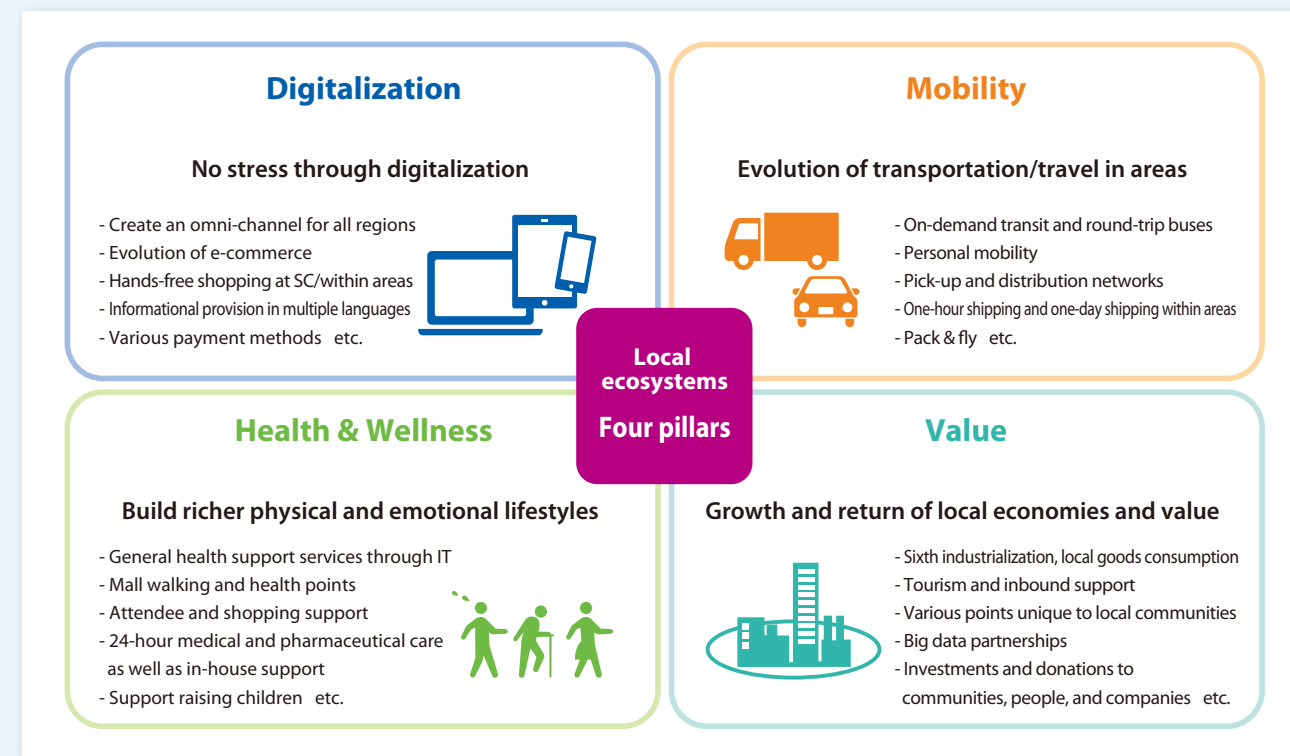 Digitalization
No stress through digitalization
- Create an omni-channel for all regions
- Evolution of e-commerce
- Hands-free shopping at SC/within areas
- Informational provision in multiple languages
- Various payment methods etc.
Mobility
Evolution of transportation/travel in areas
- On-demand transit and round-trip buses
- Personal mobility
- Pick-up and distribution networks
- One-hour shipping and one-day shipping within areas
- Pack & fly etc.
Local
ecosystems
Four pillars
Health & Wellness
Build richer physical and emotional lifestyles
- General health support services through IT
- Mall walking and health points
- Attendee and shopping support
- 24-hour medical and pharmaceutical care
as well as in-house support
- Support raising children etc.
Value
Growth and return of local economies and value
- Sixth industrialization, local goods consumption
- Tourism and inbound support
- Various points unique to local communities
- Big data partnerships
- Investments and donations to
communities, people, and companies etc.